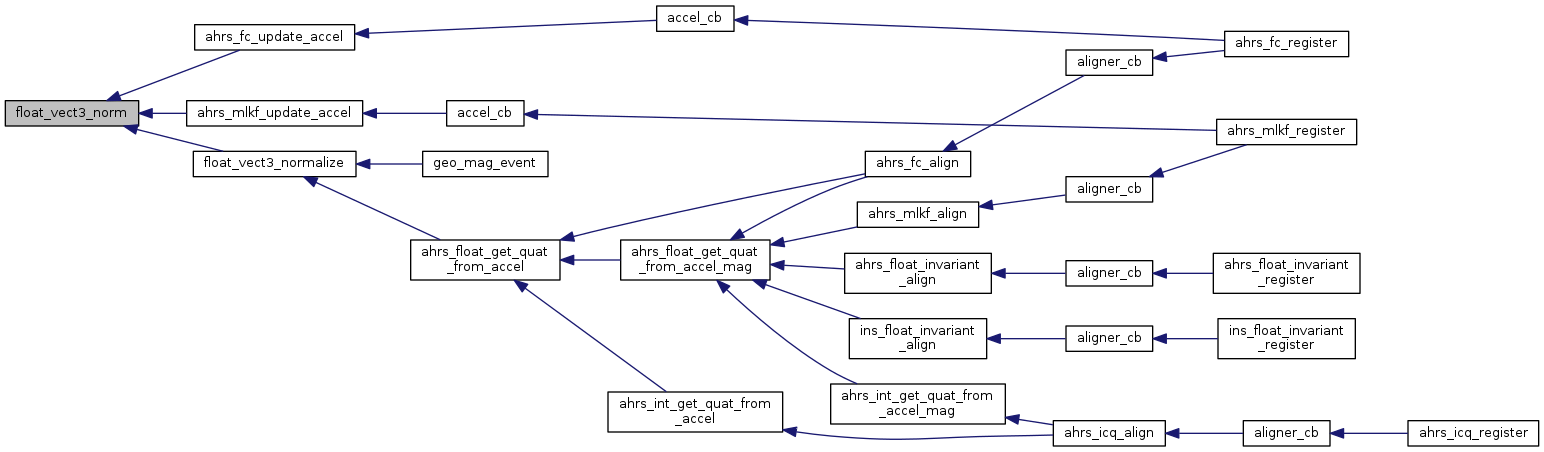 float_vect3_norm
ahrs_fc_update_accel
accel_cb
ahrs_fc_register
ahrs_mlkf_update_accel
accel_cb
ahrs_mlkf_register
float_vect3_normalize
geo_mag_event
ahrs_float_get_quat
_from_accel
ahrs_float_get_quat
_from_accel_mag
ahrs_fc_align
aligner_cb
ahrs_mlkf_align
aligner_cb
ahrs_float_invariant
_align
aligner_cb
ahrs_float_invariant
_register
ins_float_invariant
_align
aligner_cb
ins_float_invariant
_register
ahrs_int_get_quat_from
_accel_mag
ahrs_int_get_quat_from
_accel
ahrs_icq_align
aligner_cb
ahrs_icq_register